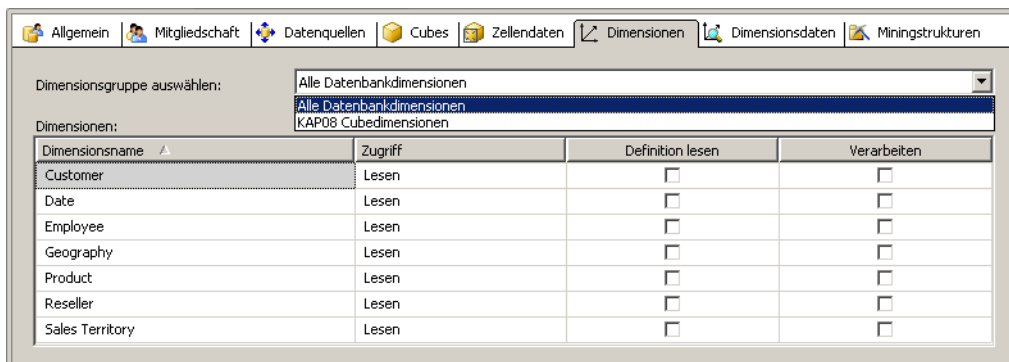 Allgemein Mitgliedschaft Datenquellen Cubes Zellendaten Dimensionen Dimensionsdaten Miningstrukturen
Dimensionsgruppe auswählen: Alle Datenbankdimensionen
Alle Datenbankdimensionen
KAP08 Cubedimensionen
Dimensionen:
Dimensionsname Zugriff Definition lesen Verarbeiten
Customer Lesen
Date Lesen
Employee Lesen
Geography Lesen
Product Lesen
Reseller Lesen
Sales Territory Lesen